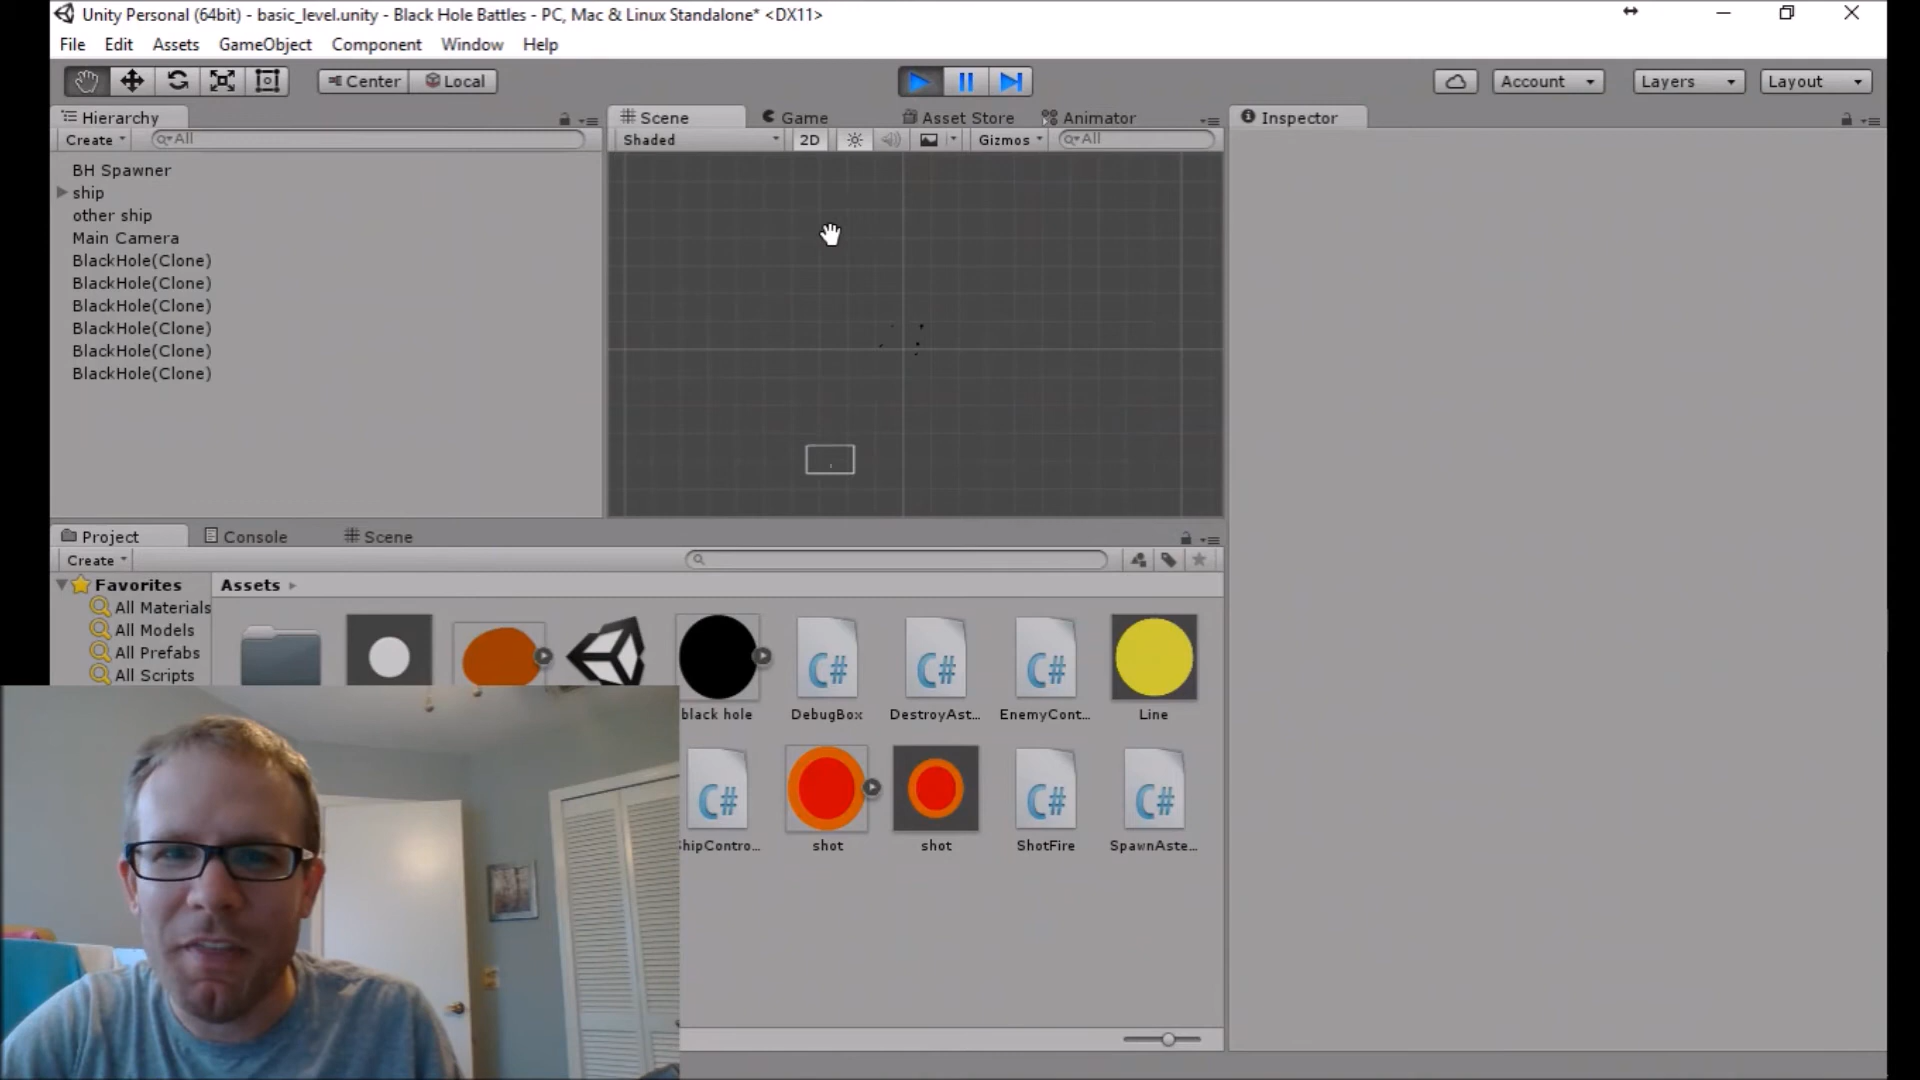 Unity Personal (64bit) - basic_level.unity - Black Hole Battles - PC, Mac & Linux Standalone* <DX11>
File Edit Assets GameObject Component Window Help
Center Local Account Layers Layout
Hierarchy Scene Game Asset Store Animator Inspector
Create All Shaded 2D Gizmos All
BH Spawner
ship
other ship
Main Camera
BlackHole(Clone)
BlackHole(Clone)
BlackHole(Clone)
BlackHole(Clone)
BlackHole(Clone)
BlackHole(Clone)
Project Console Scene
Create
Favorites Assets
All Materials
All Models
All Prefabs
All Scripts
C# C# C#
black hole DebugBox DestroyAst... EnemyCont... Line
C# C# C#
ShipContro... shot shot ShotFire SpawnAste...